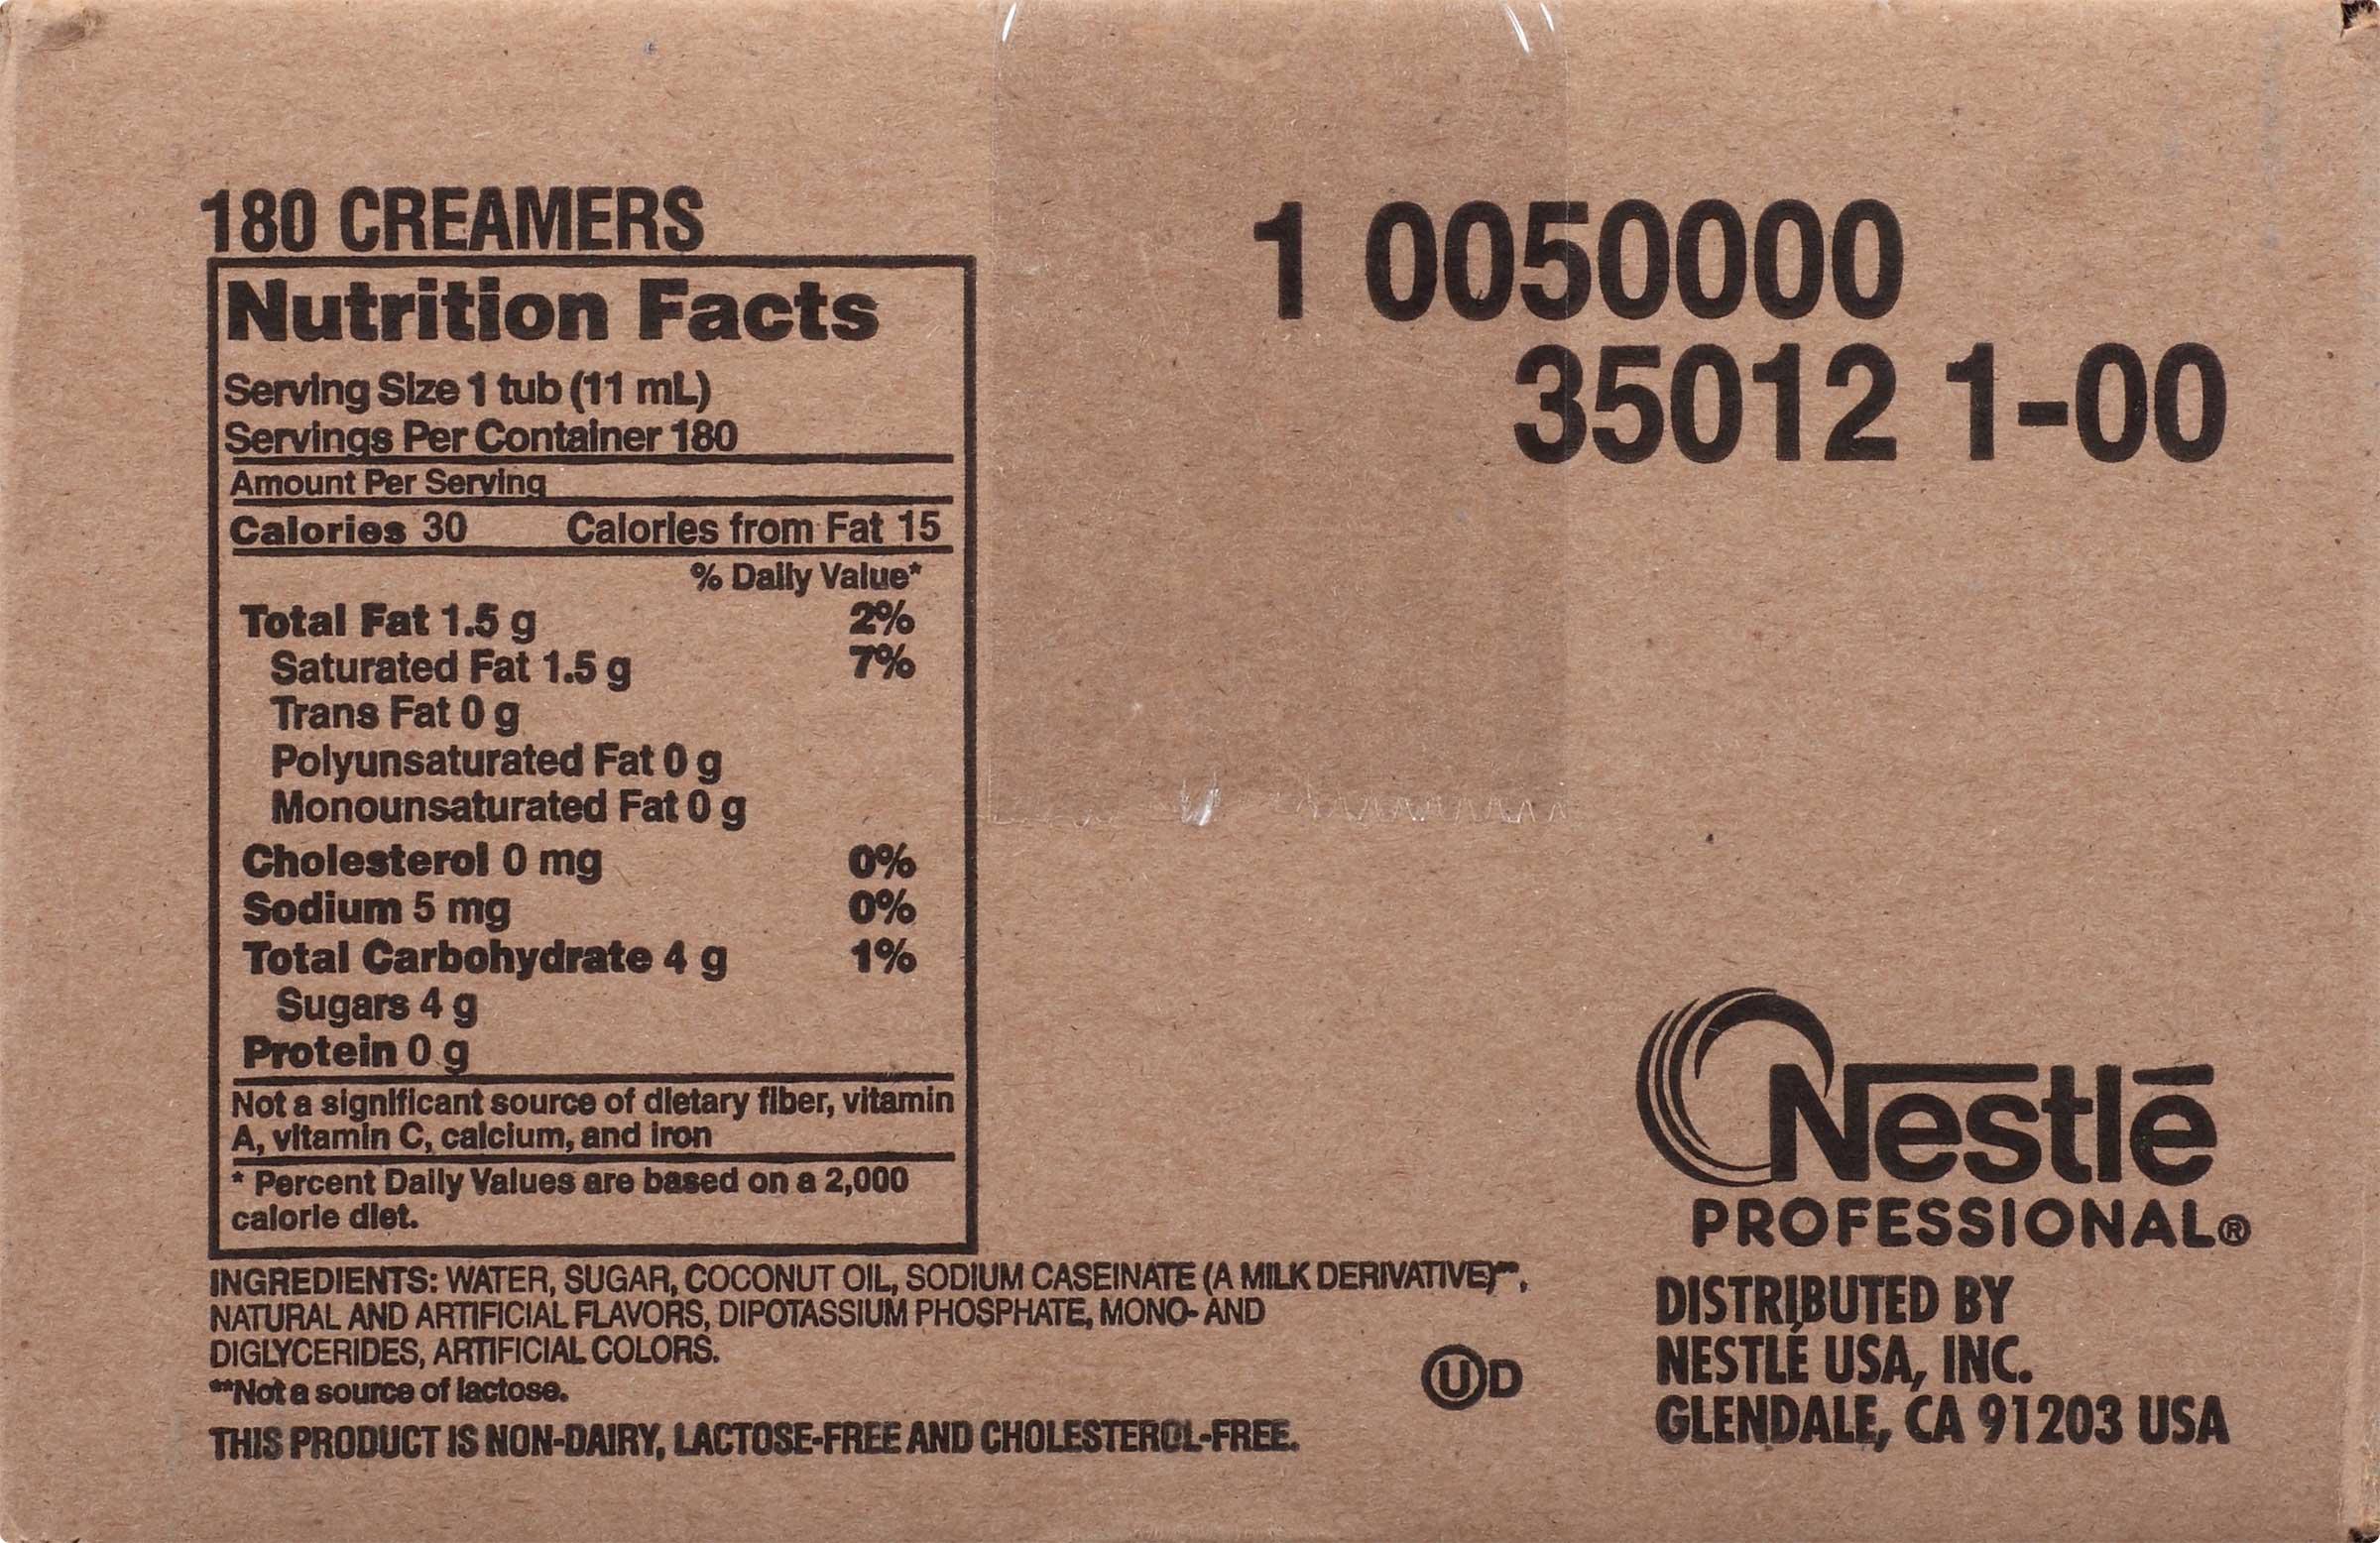 180 CREAMERS
Nutrition Facts
Serving Size 1 tub (11 mL)
Servings Per Container 180
Amount Per Serving
Calories 30 Calories from Fat 15
% Daily Value*
Total Fat 1.5 g 2%
Saturated Fat 1.5 g 7%
Trans Fat 0 g
Polyunsaturated Fat 0 g
Monounsaturated Fat 0 g
Cholesterol 0 mg 0%
Sodium 5 mg 0%
Total Carbohydrate 4 g 1%
Sugars 4 g
Protein 0 g
Not a significant source of dietary fiber, vitamin
A, vitamin C, calcium, and iron
* Percent Daily Values are based on a 2,000
calorie diet.
INGREDIENTS: WATER, SUGAR, COCONUT OIL, SODIUM CASEINATE (A MILK DERIVATIVE)**,
NATURAL AND ARTIFICIAL FLAVORS, DIPOTASSIUM PHOSPHATE, MONO- AND
DIGLYCERIDES, ARTIFICIAL COLORS.
**Not a source of lactose.
THIS PRODUCT IS NON-DAIRY, LACTOSE-FREE AND CHOLESTEROL-FREE.
UD
1 0050000
35012 1-00
Nestlé
PROFESSIONAL®
DISTRIBUTED BY
NESTLÉ USA, INC.
GLENDALE, CA 91203 USA